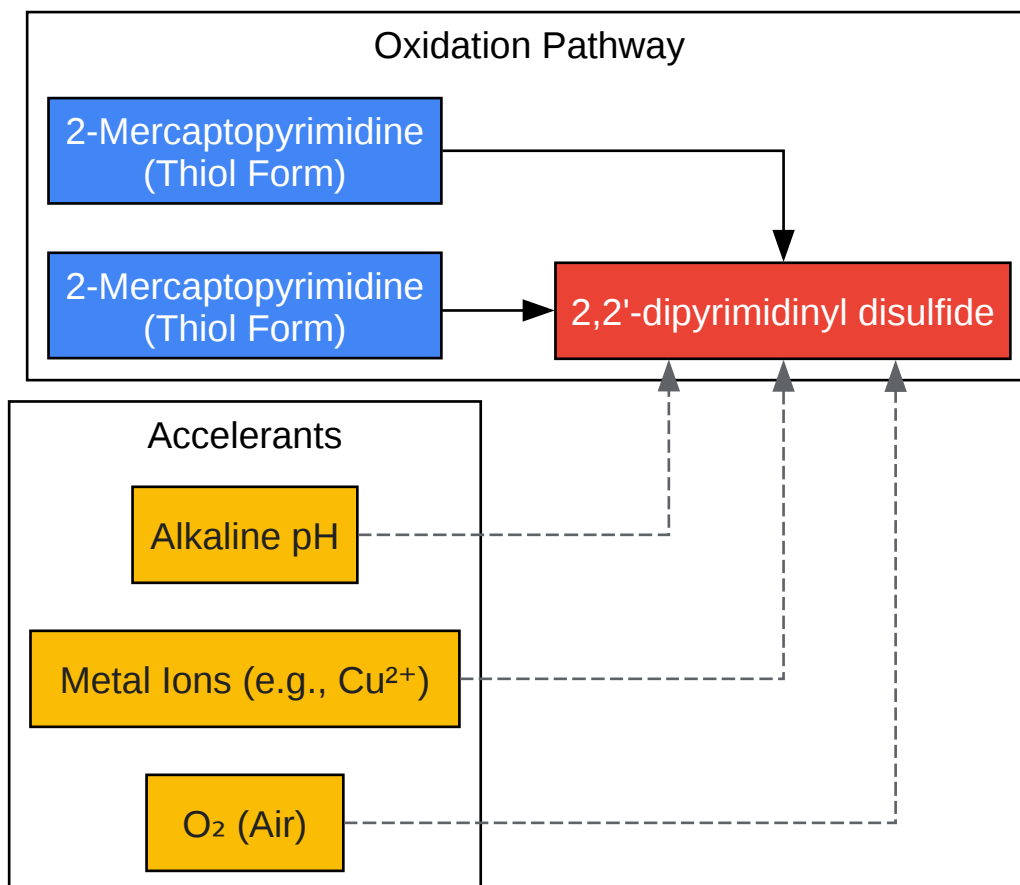 Oxidation Pathway
2-Mercaptopyrimidine
(Thiol Form)
2-Mercaptopyrimidine
(Thiol Form)
2,2'-dipyrimidinyl disulfide
Accelerants
Alkaline pH
Metal Ions (e.g., Cu²⁺)
O₂ (Air)